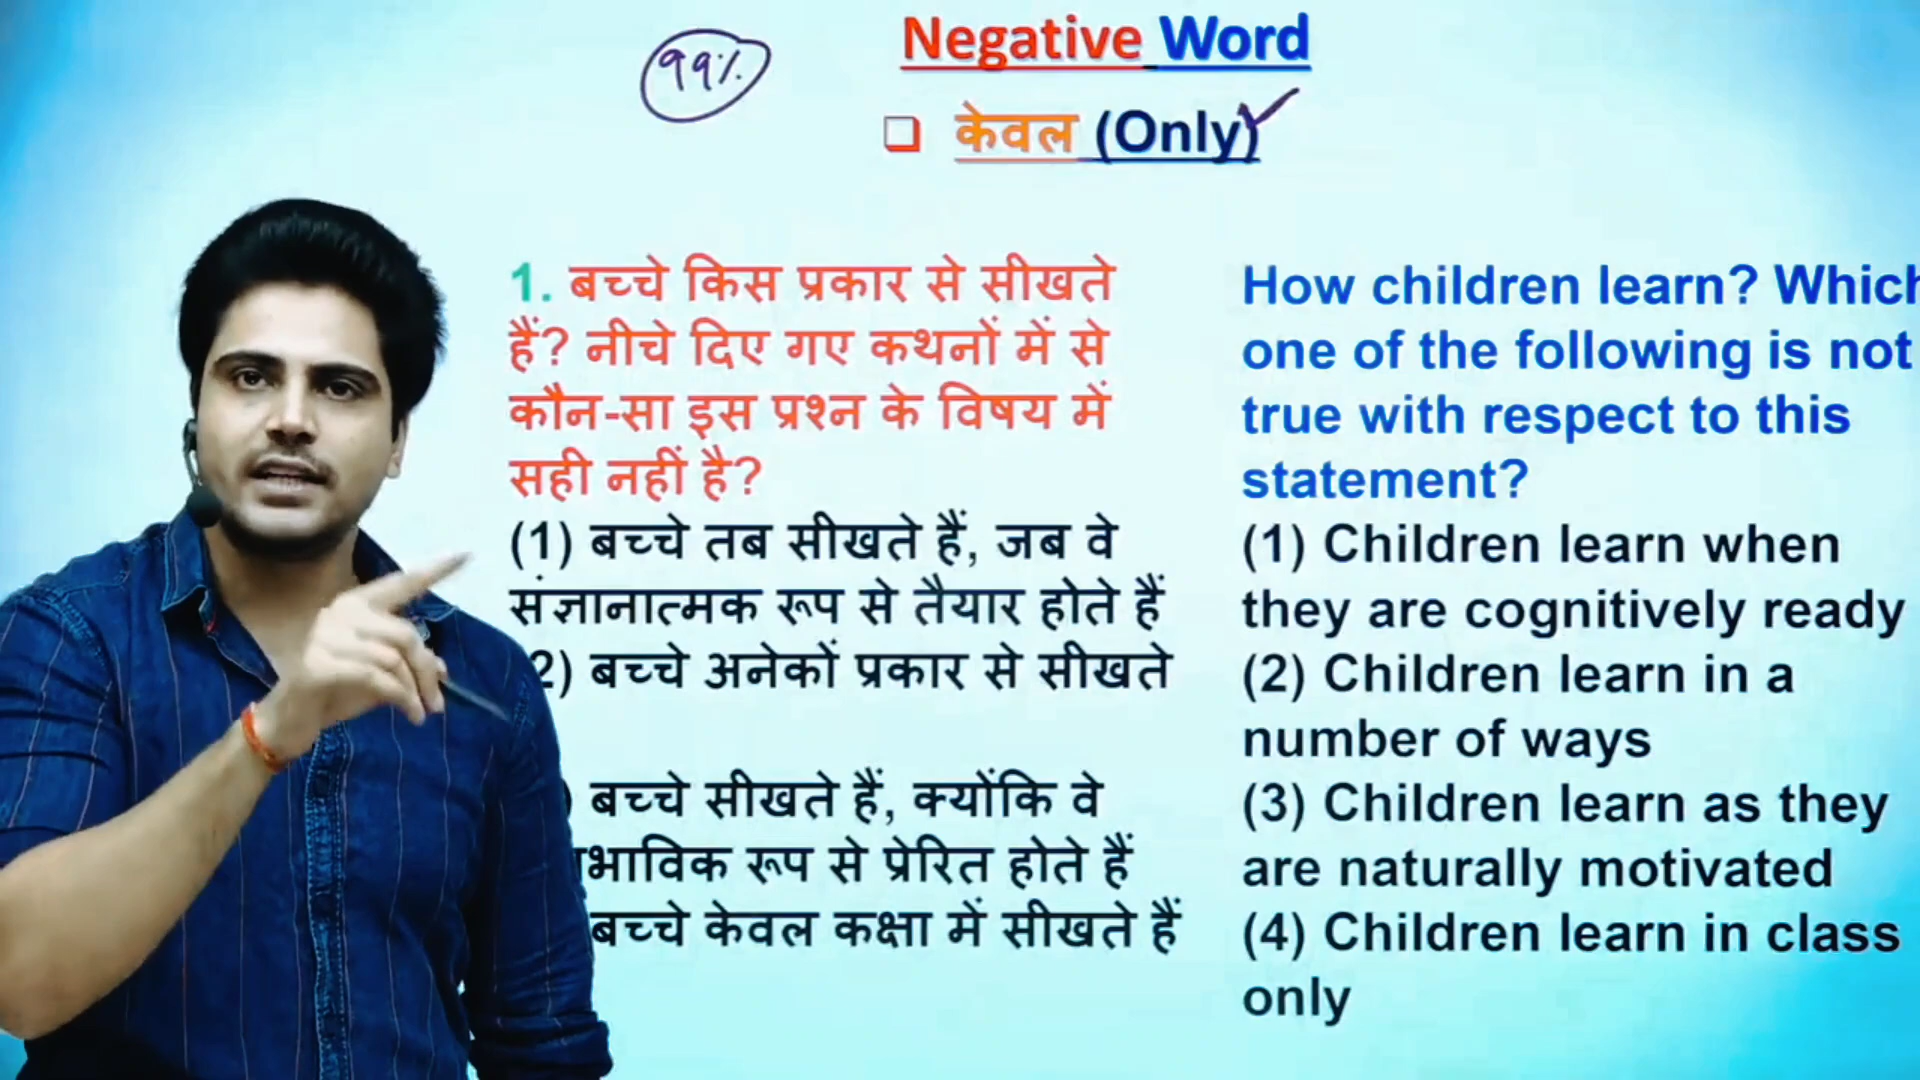 99%
Negative Word
❑ केवल (Only)
1. बच्चे किस प्रकार से सीखते
हैं? नीचे दिए गए कथनों में से
कौन-सा इस प्रश्न के विषय में
सही नहीं है?
(1) बच्चे तब सीखते हैं, जब वे
संज्ञानात्मक रूप से तैयार होते हैं
2) बच्चे अनेकों प्रकार से सीखते
) बच्चे सीखते हैं, क्योंकि वे
भाविक रूप से प्रेरित होते हैं
बच्चे केवल कक्षा में सीखते हैं
How children learn? Which
one of the following is not
true with respect to this
statement?
(1) Children learn when
they are cognitively ready
(2) Children learn in a
number of ways
(3) Children learn as they
are naturally motivated
(4) Children learn in class
only